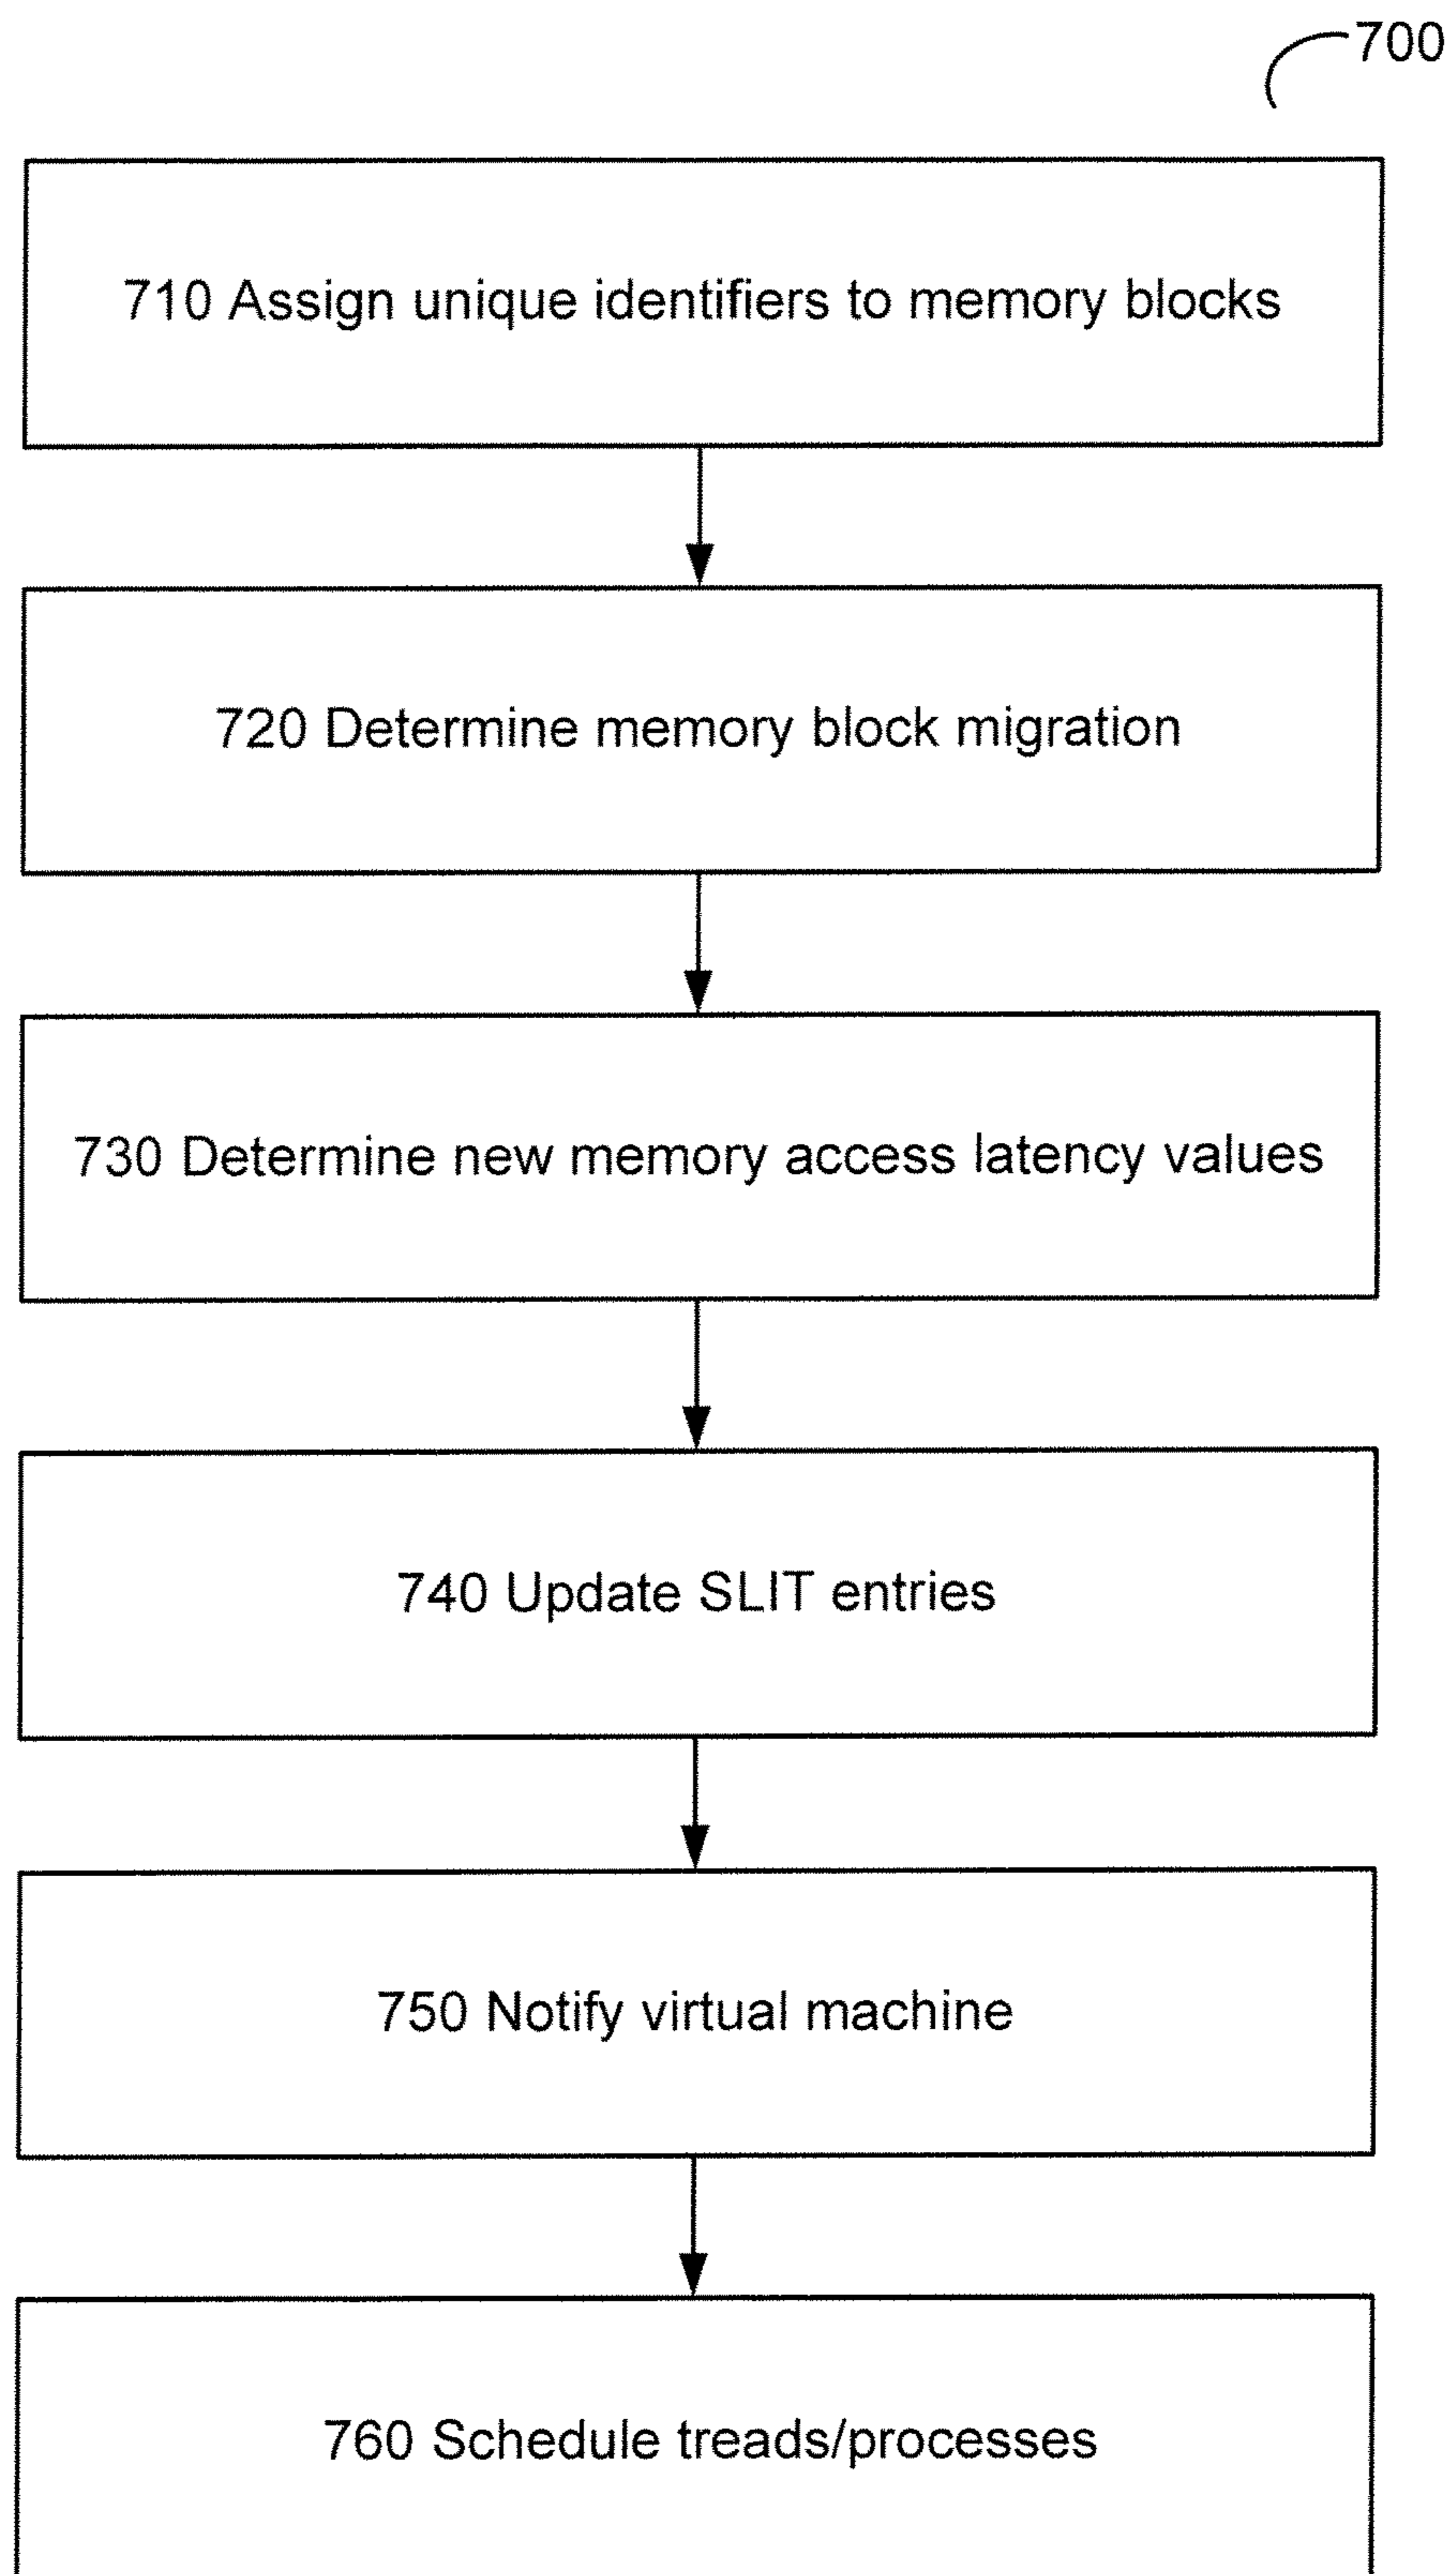 700
710 Assign unique identifiers to memory blocks
720 Determine memory block migration
730 Determine new memory access latency values
740 Update SLIT entries
750 Notify virtual machine
760 Schedule treads/processes